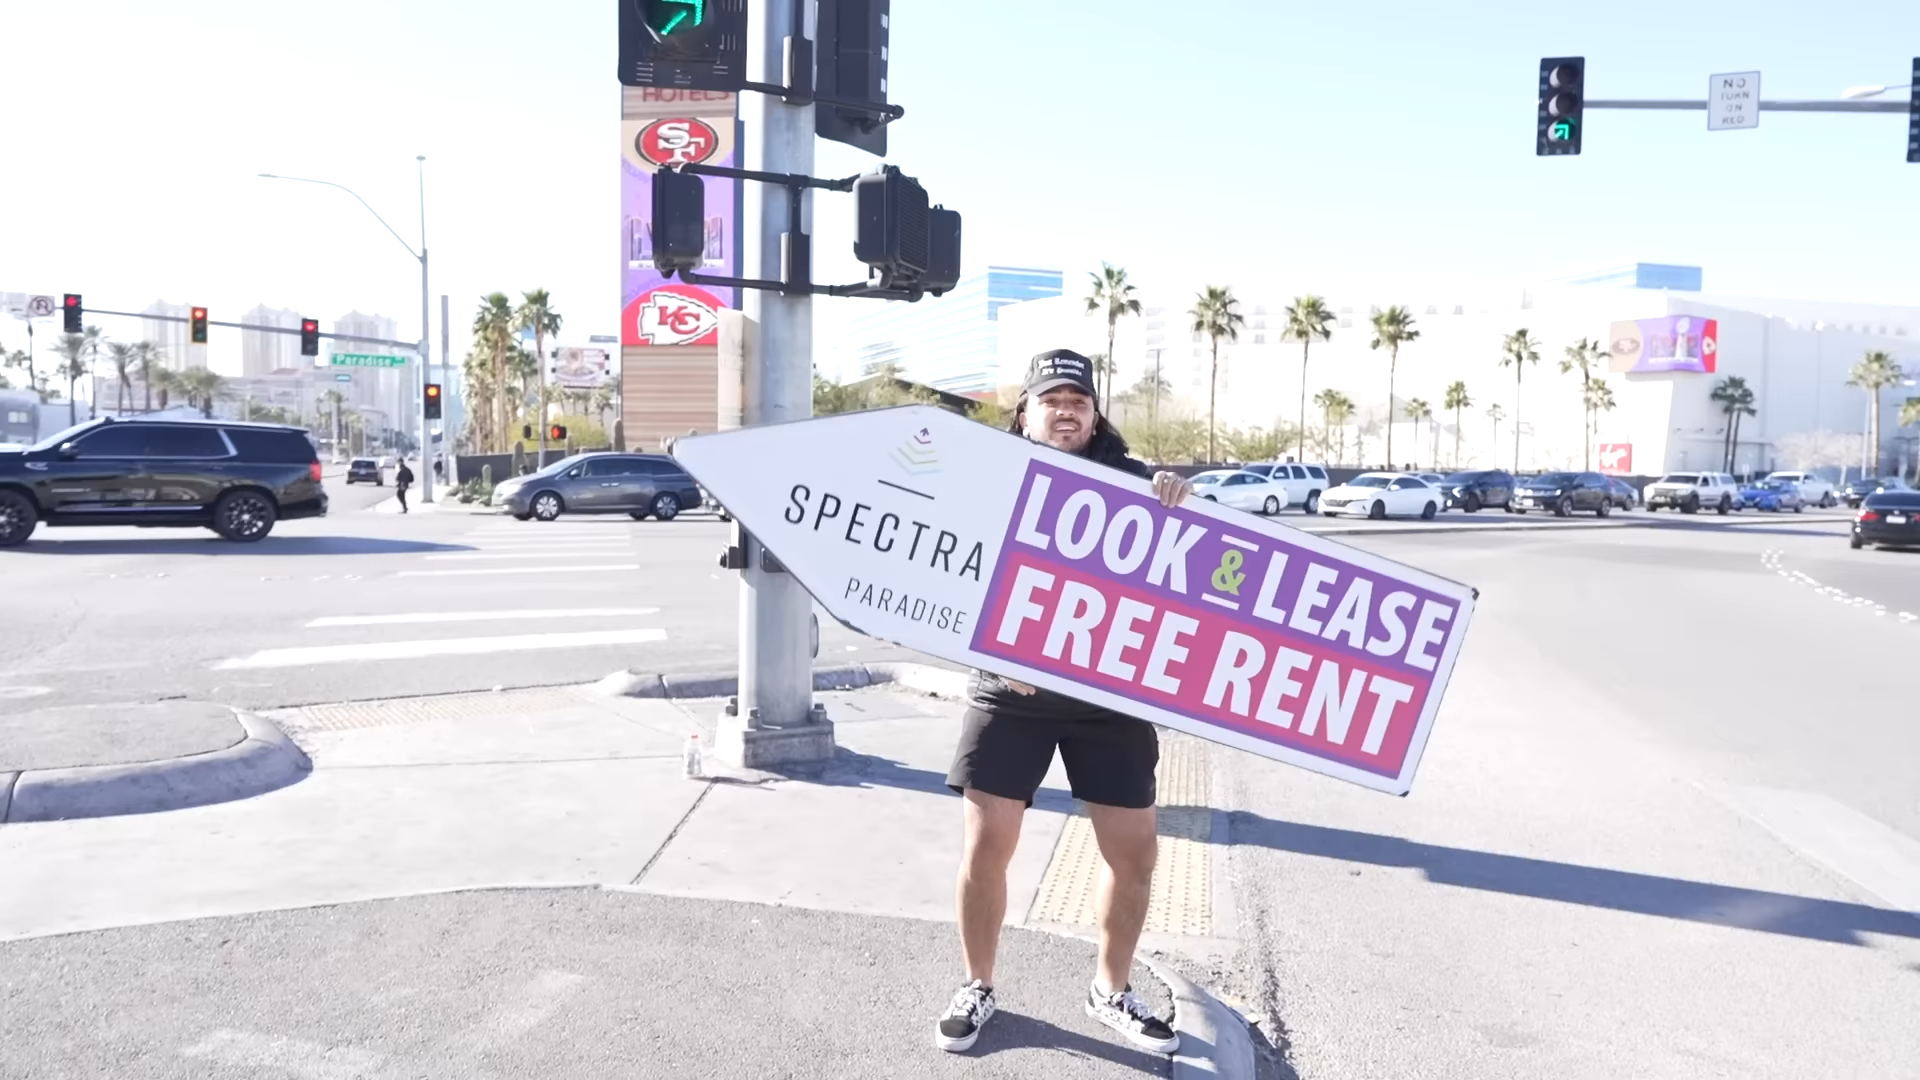 HOTELS
SF
KC
NO
TURN
ON
RED
Paradise
SPECTRA
PARADISE
LOOK & LEASE
FREE RENT